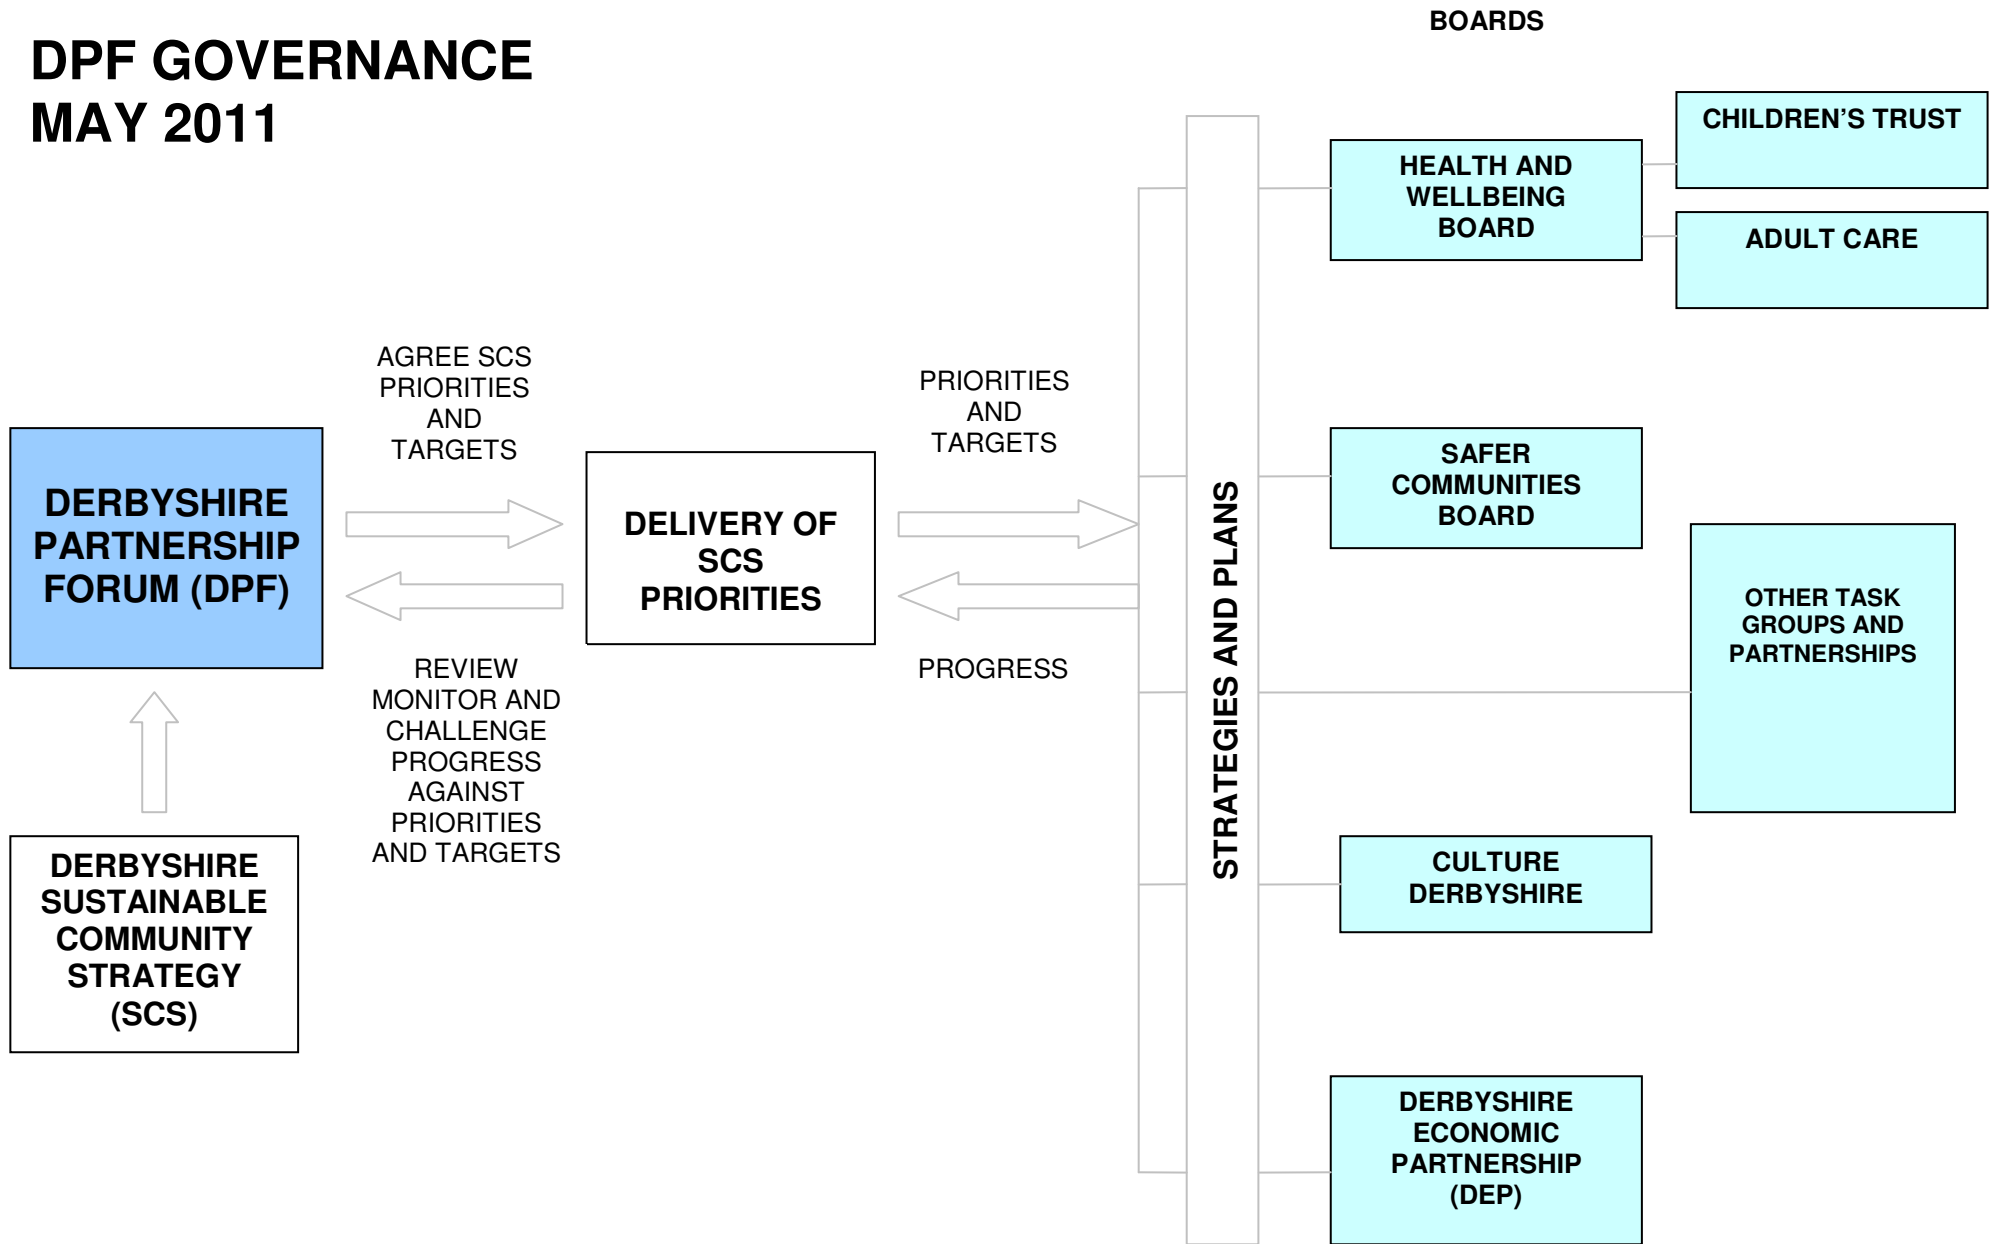 BOARDS
DPF GOVERNANCE
MAY 2011
CHILDREN'S TRUST
HEALTH AND
WELLBEING
BOARD
ADULT CARE
AGREE SCS
PRIORITIES
AND
TARGETS
PRIORITIES
AND
TARGETS
DERBYSHIRE
PARTNERSHIP
FORUM (DPF)
DELIVERY OF
SCS
PRIORITIES
SAFER
COMMUNITIES
BOARD
STRATEGIES AND PLANS
OTHER TASK
GROUPS AND
PARTNERSHIPS
REVIEW
MONITOR AND
CHALLENGE
PROGRESS
AGAINST
PRIORITIES
AND TARGETS
PROGRESS
DERBYSHIRE
SUSTAINABLE
COMMUNITY
STRATEGY
(SCS)
CULTURE
DERBYSHIRE
DERBYSHIRE
ECONOMIC
PARTNERSHIP
(DEP)